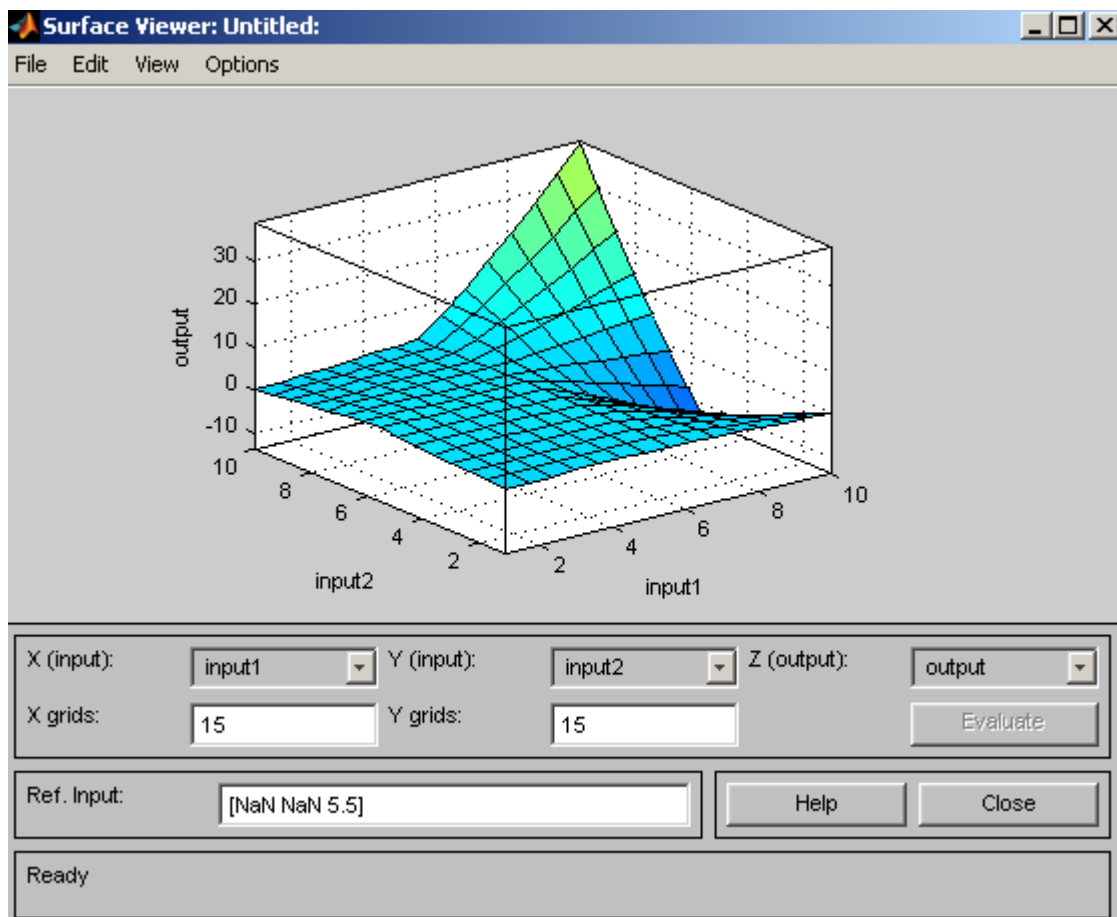 Surface Viewer: Untitled:
File Edit View Options
30
20
10
0
-10
output
10
8
6
4
2
input2
2
4
6
8
10
input1
X (input): input1 Y (input): input2 Z (output): output
X grids: 15 Y grids: 15 Evaluate
Ref. Input: [NaN NaN 5.5] Help Close
Ready